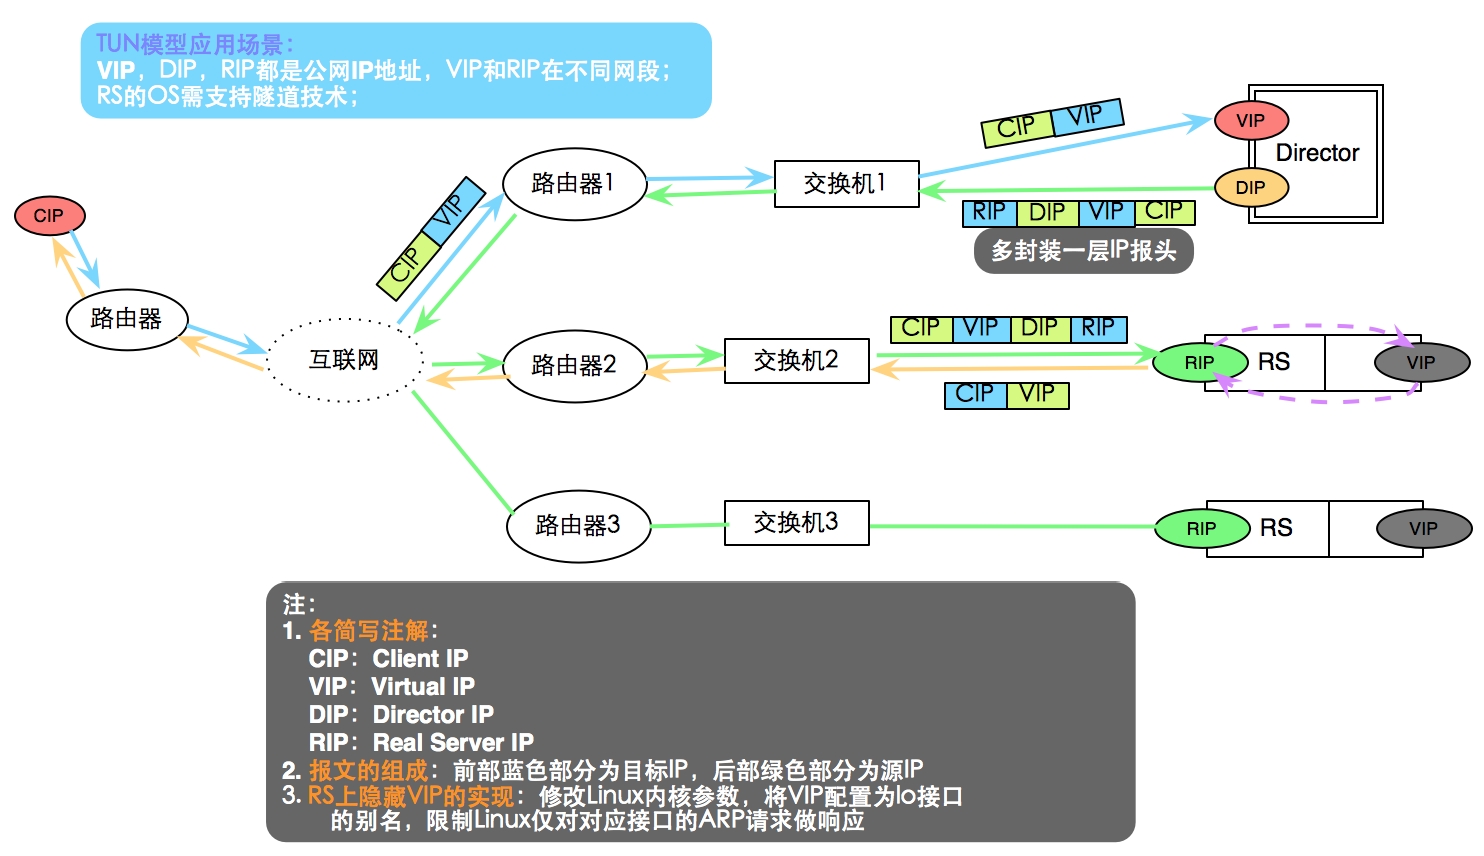 TUN模型应用场景：
VIP，DIP，RIP都是公网IP地址，VIP和RIP在不同网段；
RS的OS需支持隧道技术；
CIP VIP
VIP
Director
路由器1
交换机1
DIP
CIP
CIP VIP
RIP DIP VIP CIP
多封装一层IP报头
路由器
互联网
CIP VIP DIP RIP
路由器2
交换机2
RIP
RS
VIP
CIP VIP
路由器3
交换机3
RIP
RS
VIP
注：
1. 各简写注解：
CIP：Client IP
VIP：Virtual IP
DIP：Director IP
RIP：Real Server IP
2. 报文的组成：前部蓝色部分为目标IP，后部绿色部分为源IP
3. RS上隐藏VIP的实现：修改Linux内核参数，将VIP配置为lo接口
的别名，限制Linux仅对对应接口的ARP请求做响应